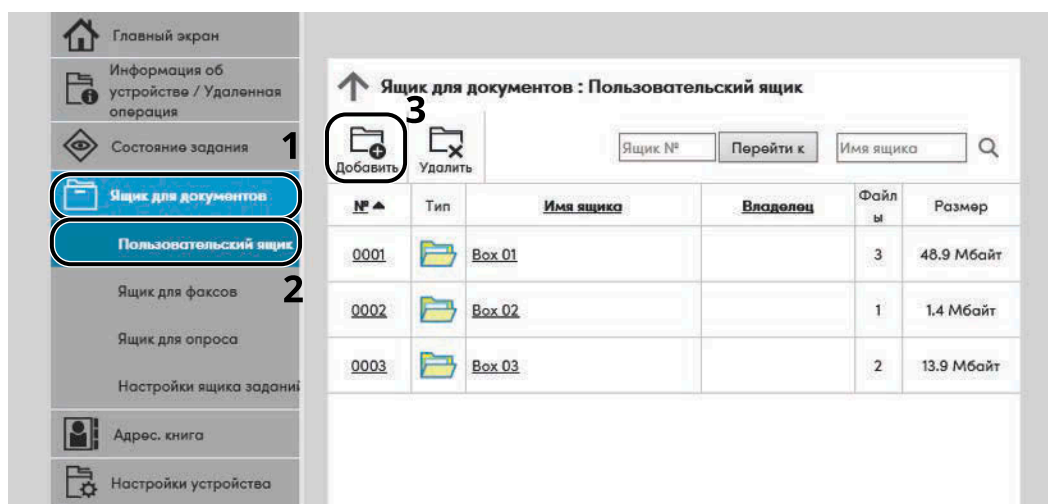 Главный экран
Информация об
устройстве / Удаленная
операция
Состояние задания
1
Ящик для документов
Пользовательский ящик
2
Ящик для факсов
Ящик для опроса
Настройки ящика заданий
Адрес. книга
Настройки устройства
Ящик для документов : Пользовательский ящик
3
Добавить Удалить Ящик № Перейти к Имя ящика
№ Тип Имя ящика Владелец Файл
ы Размер
0001 Box 01 3 48.9 Мбайт
0002 Box 02 1 1.4 Мбайт
0003 Box 03 2 13.9 Мбайт